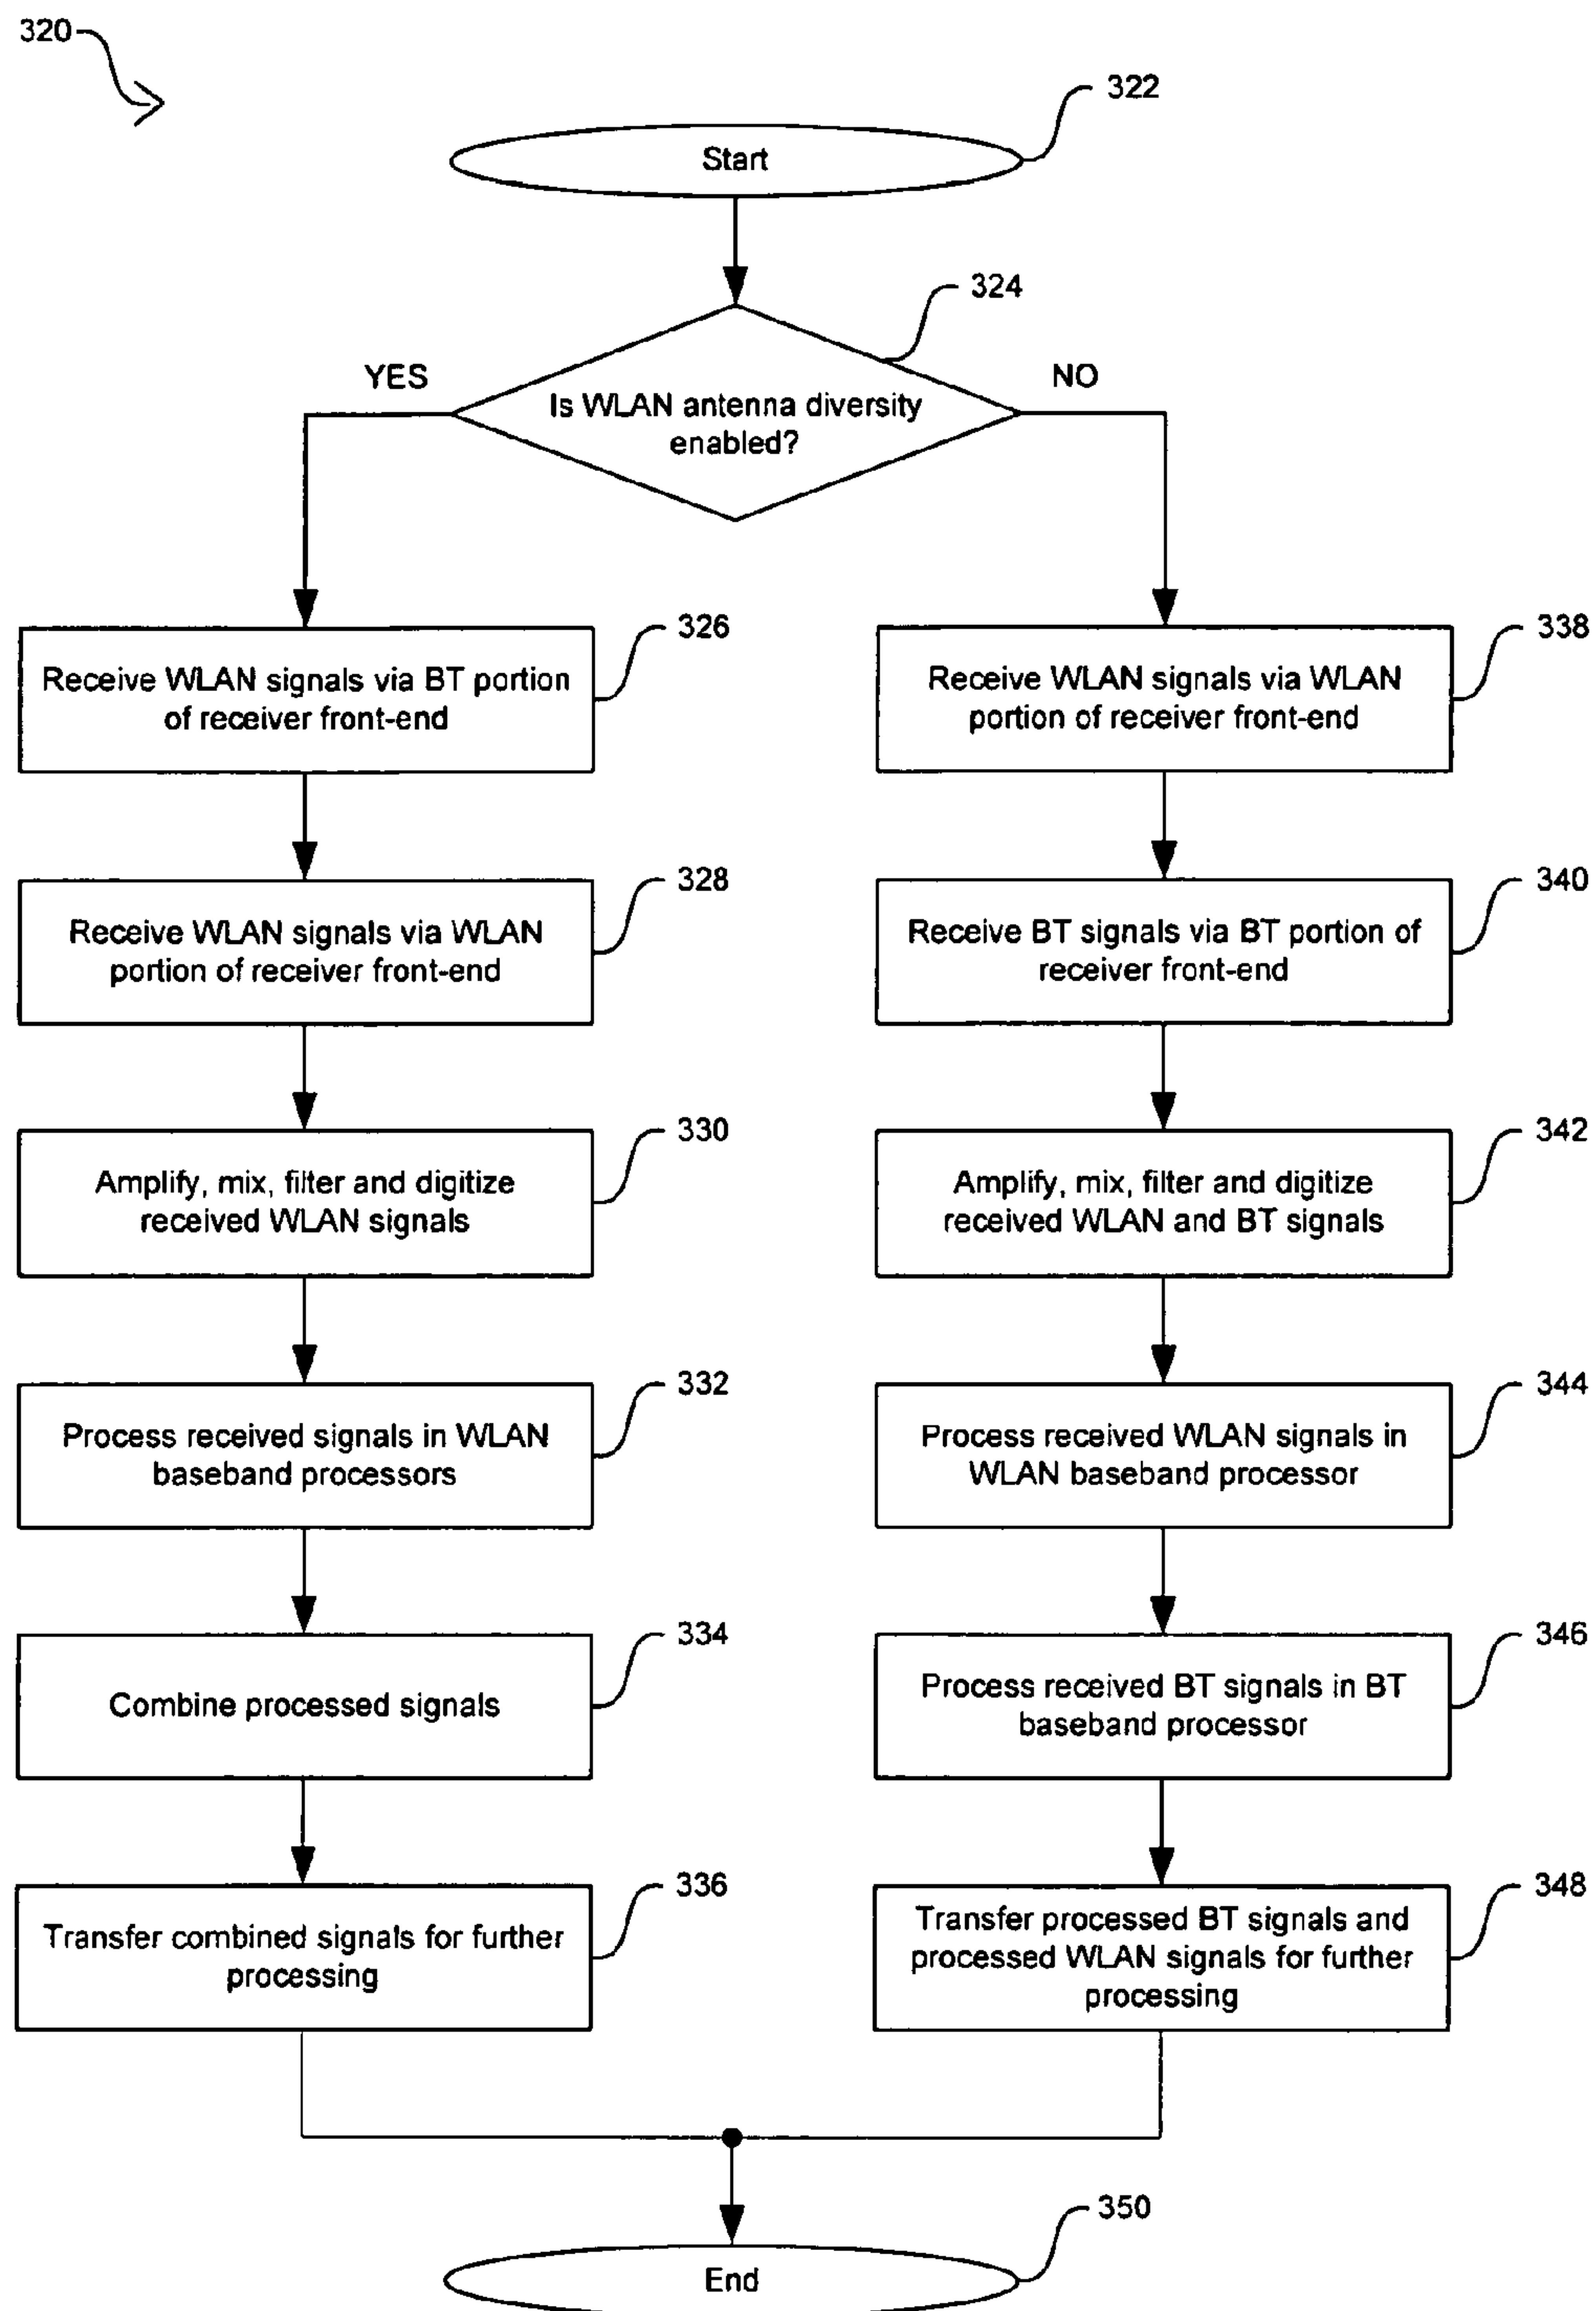 320
322
Start
324
YES
NO
Is WLAN antenna diversity
enabled?
326
Receive WLAN signals via BT portion
of receiver front-end
328
Receive WLAN signals via WLAN
portion of receiver front-end
330
Amplify, mix, filter and digitize
received WLAN signals
332
Process received signals in WLAN
baseband processors
334
Combine processed signals
336
Transfer combined signals for further
processing
338
Receive WLAN signals via WLAN
portion of receiver front-end
340
Receive BT signals via BT portion of
receiver front-end
342
Amplify, mix, filter and digitize
received WLAN and BT signals
344
Process received WLAN signals in
WLAN baseband processor
346
Process received BT signals in BT
baseband processor
348
Transfer processed BT signals and
processed WLAN signals for further
processing
350
End